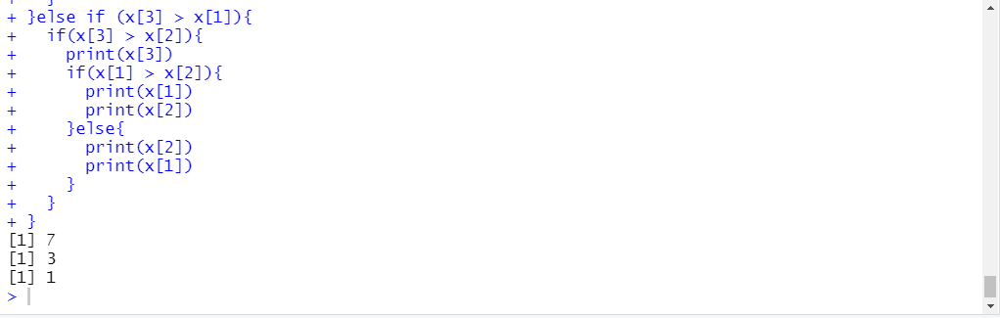 + }
+ }else if (x[3] > x[1]){
+   if(x[3] > x[2]){
+     print(x[3])
+     if(x[1] > x[2]){
+       print(x[1])
+       print(x[2])
+     }else{
+       print(x[2])
+       print(x[1])
+     }
+   }
+ }
[1] 7
[1] 3
[1] 1
>